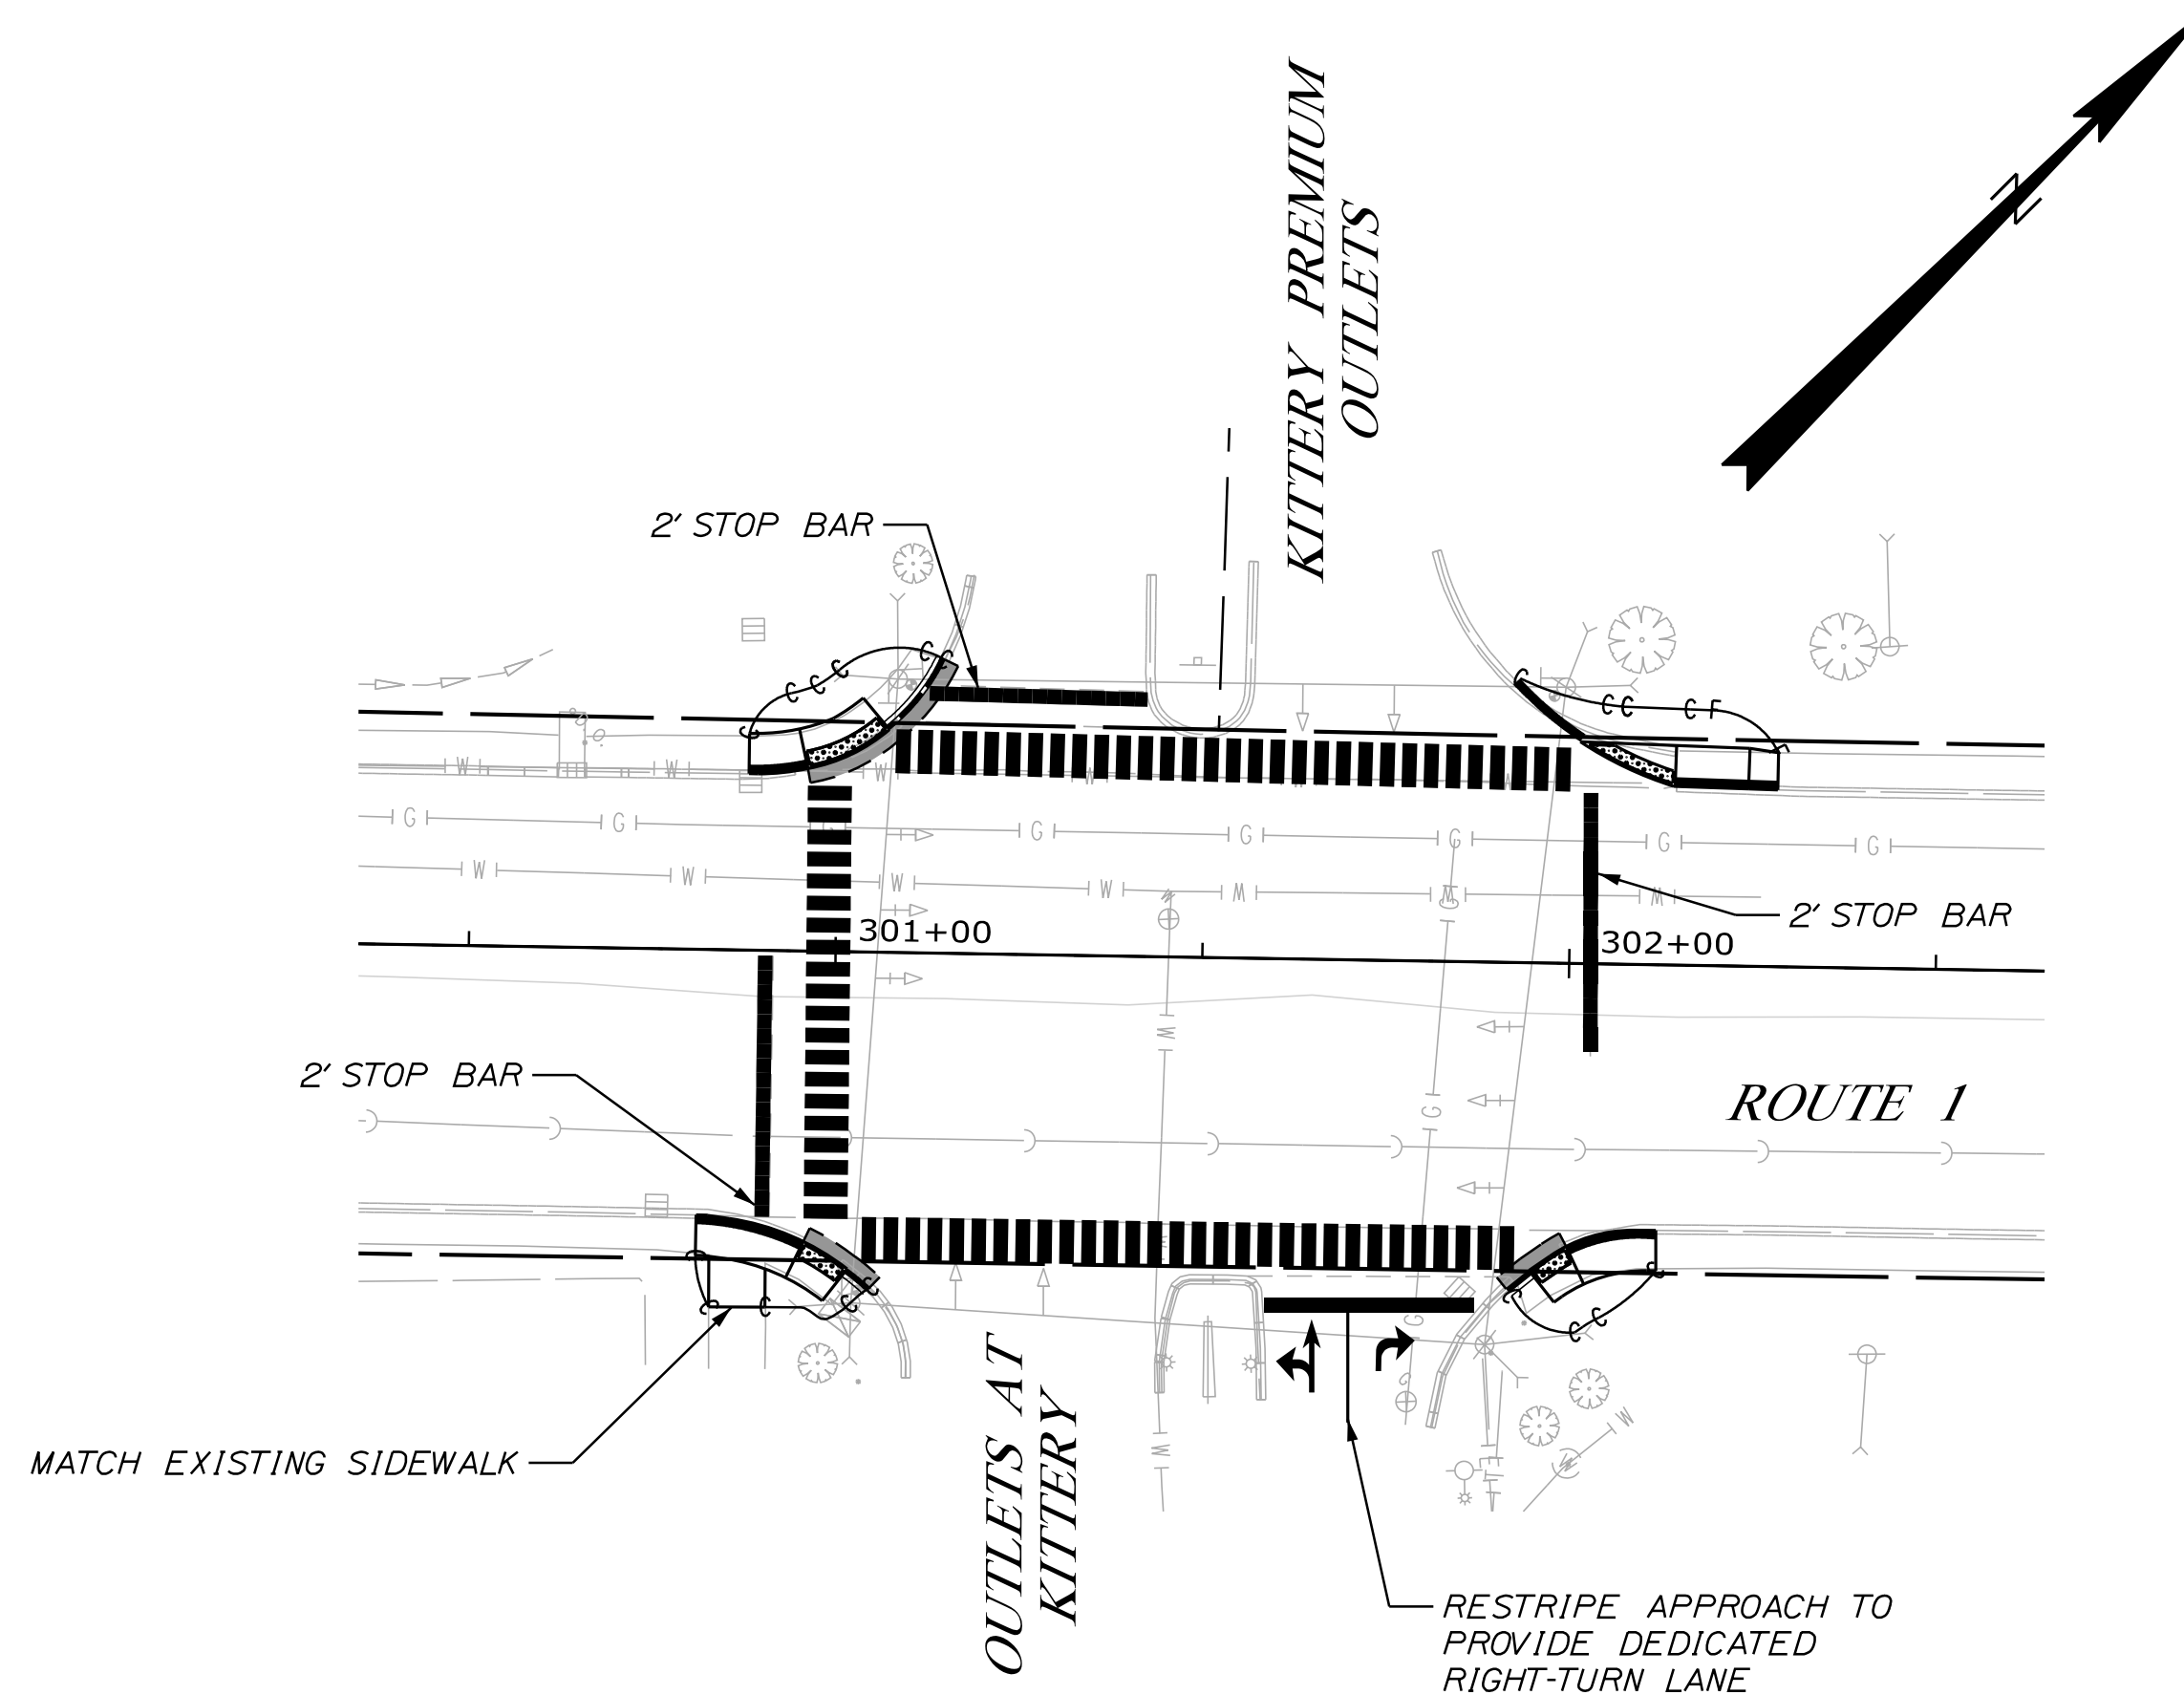 KITTERY PREMIUM
OUTLETS
N
2' STOP BAR
C C C C C
C C C C F
W W W W W
G G G G G G G
W W W W W W
301+00
302+00
2' STOP BAR
2' STOP BAR
ROUTE 1
G
W
G
MATCH EXISTING SIDEWALK
OUTLETS AT
KITTERY
RESTRIPE APPROACH TO
PROVIDE DEDICATED
RIGHT-TURN LANE